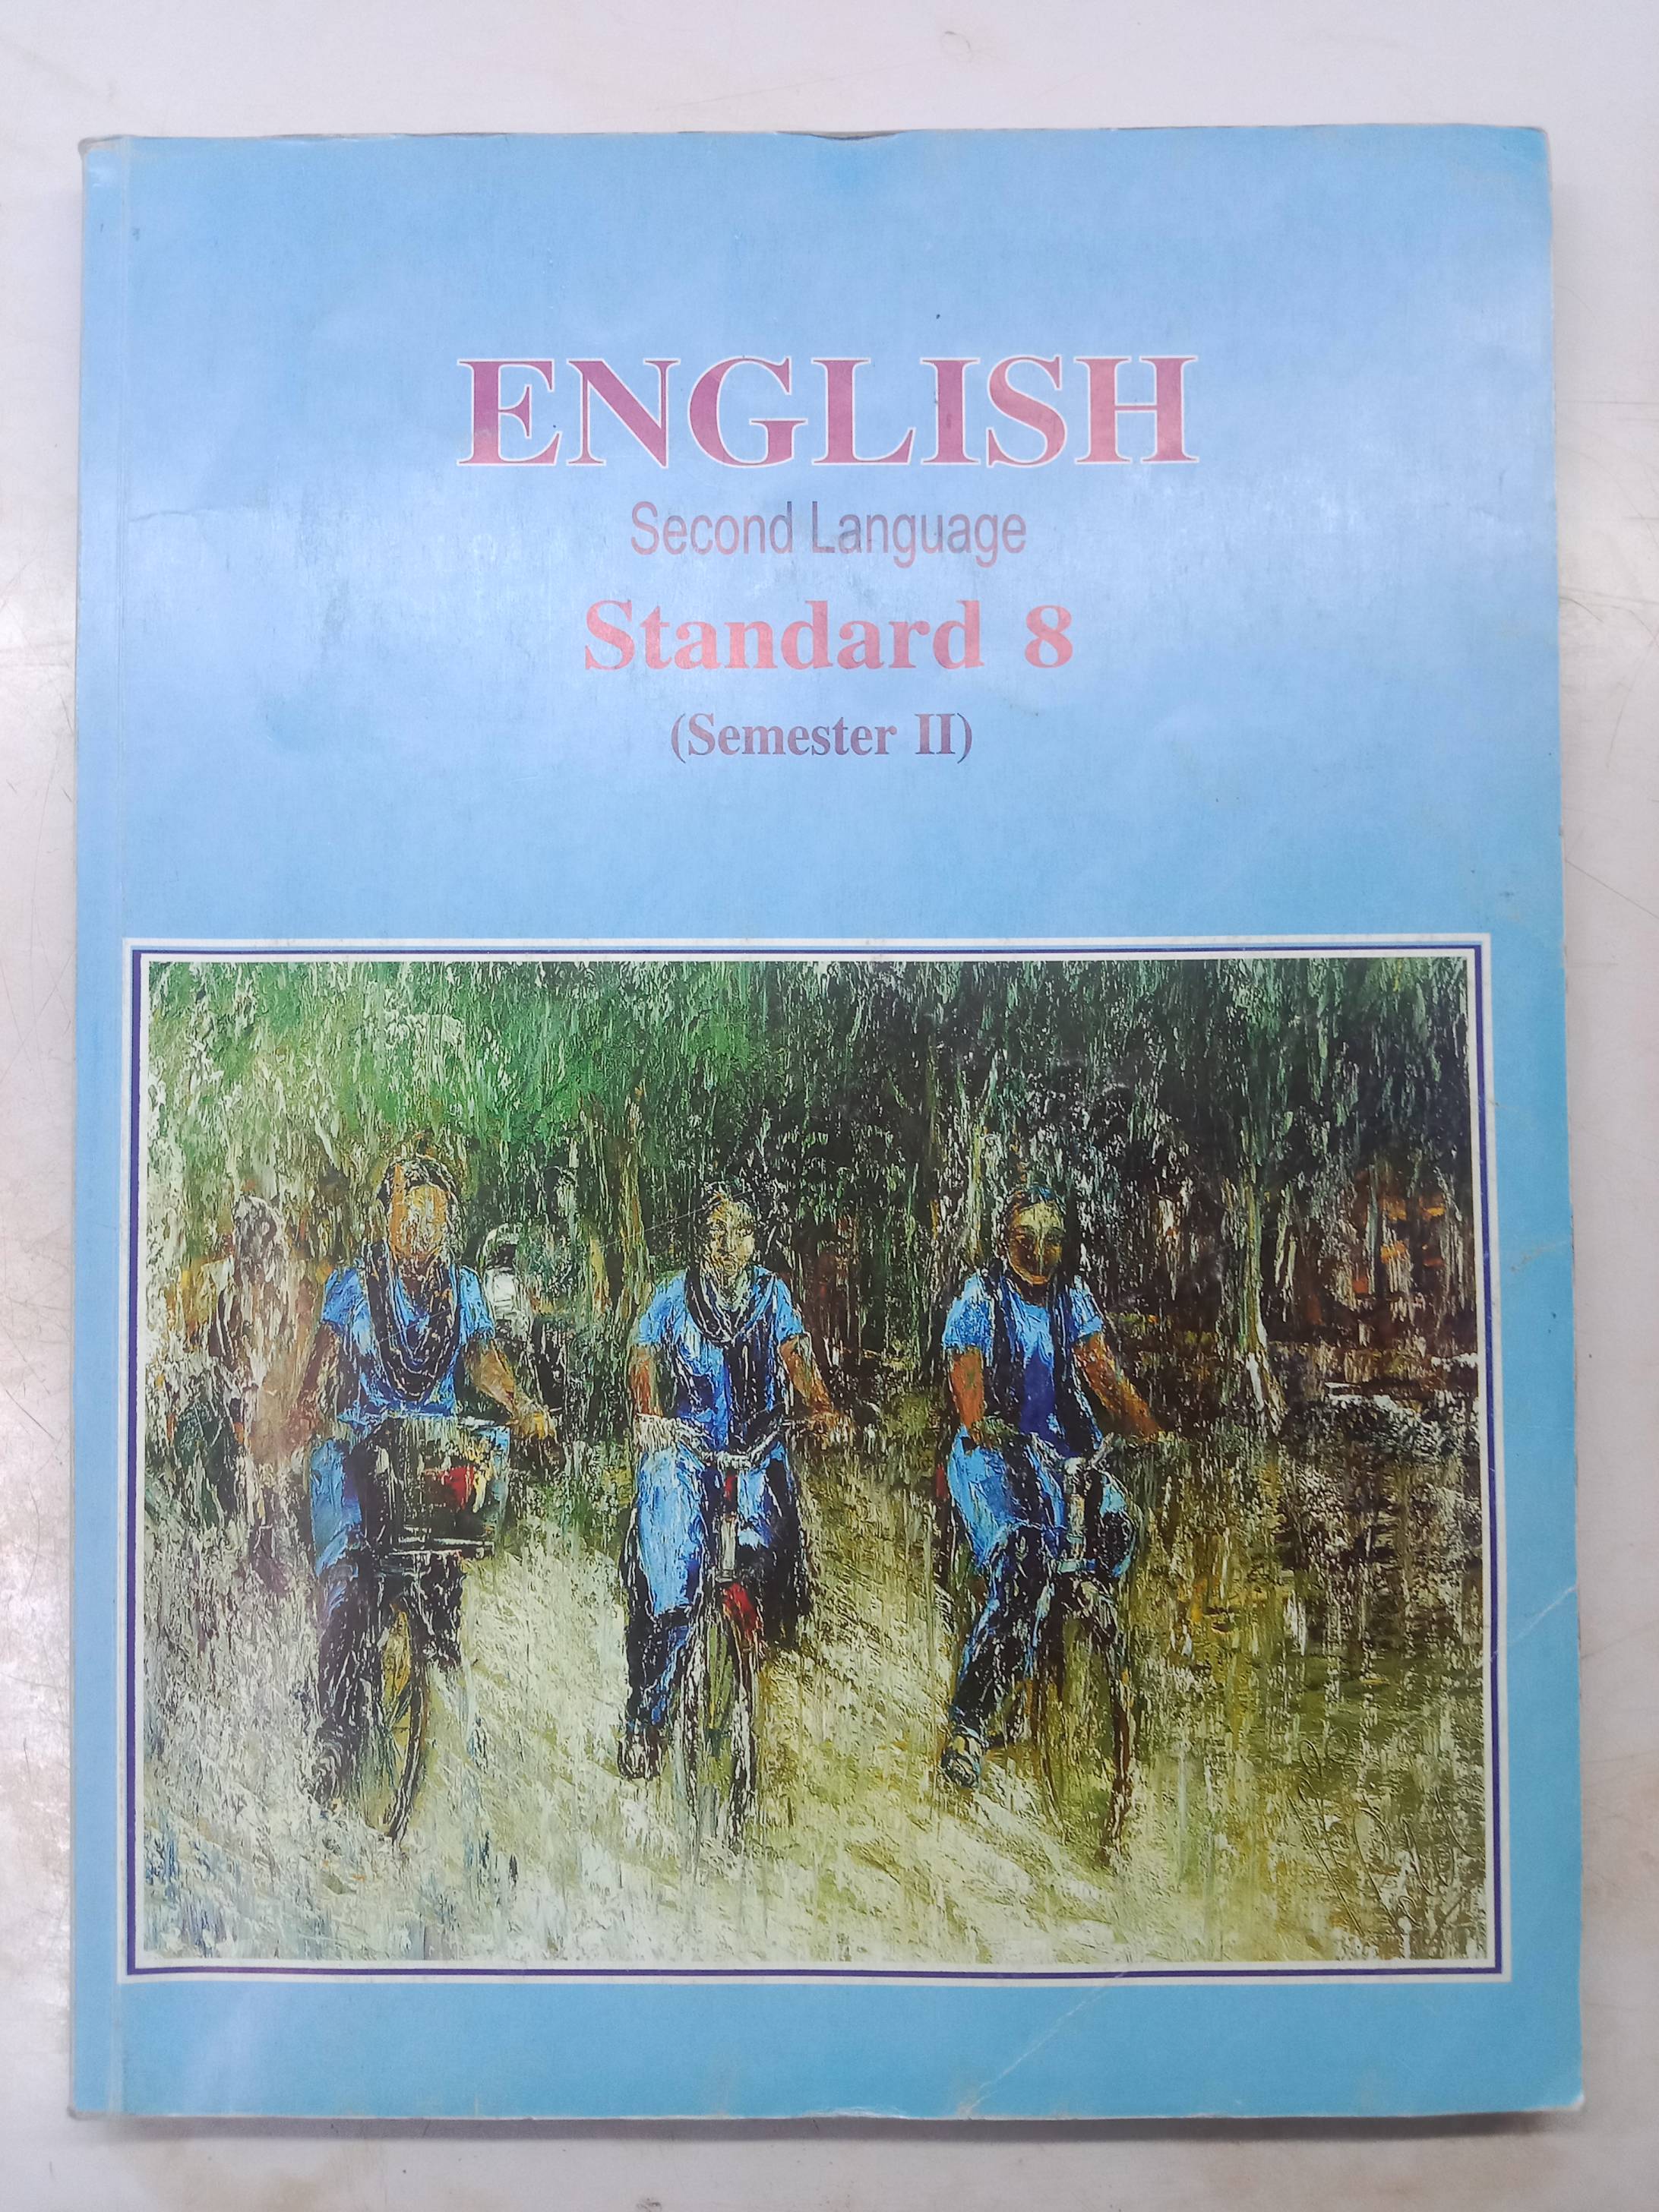 ENGLISH
Second Language
Standard 8
(Semester II)